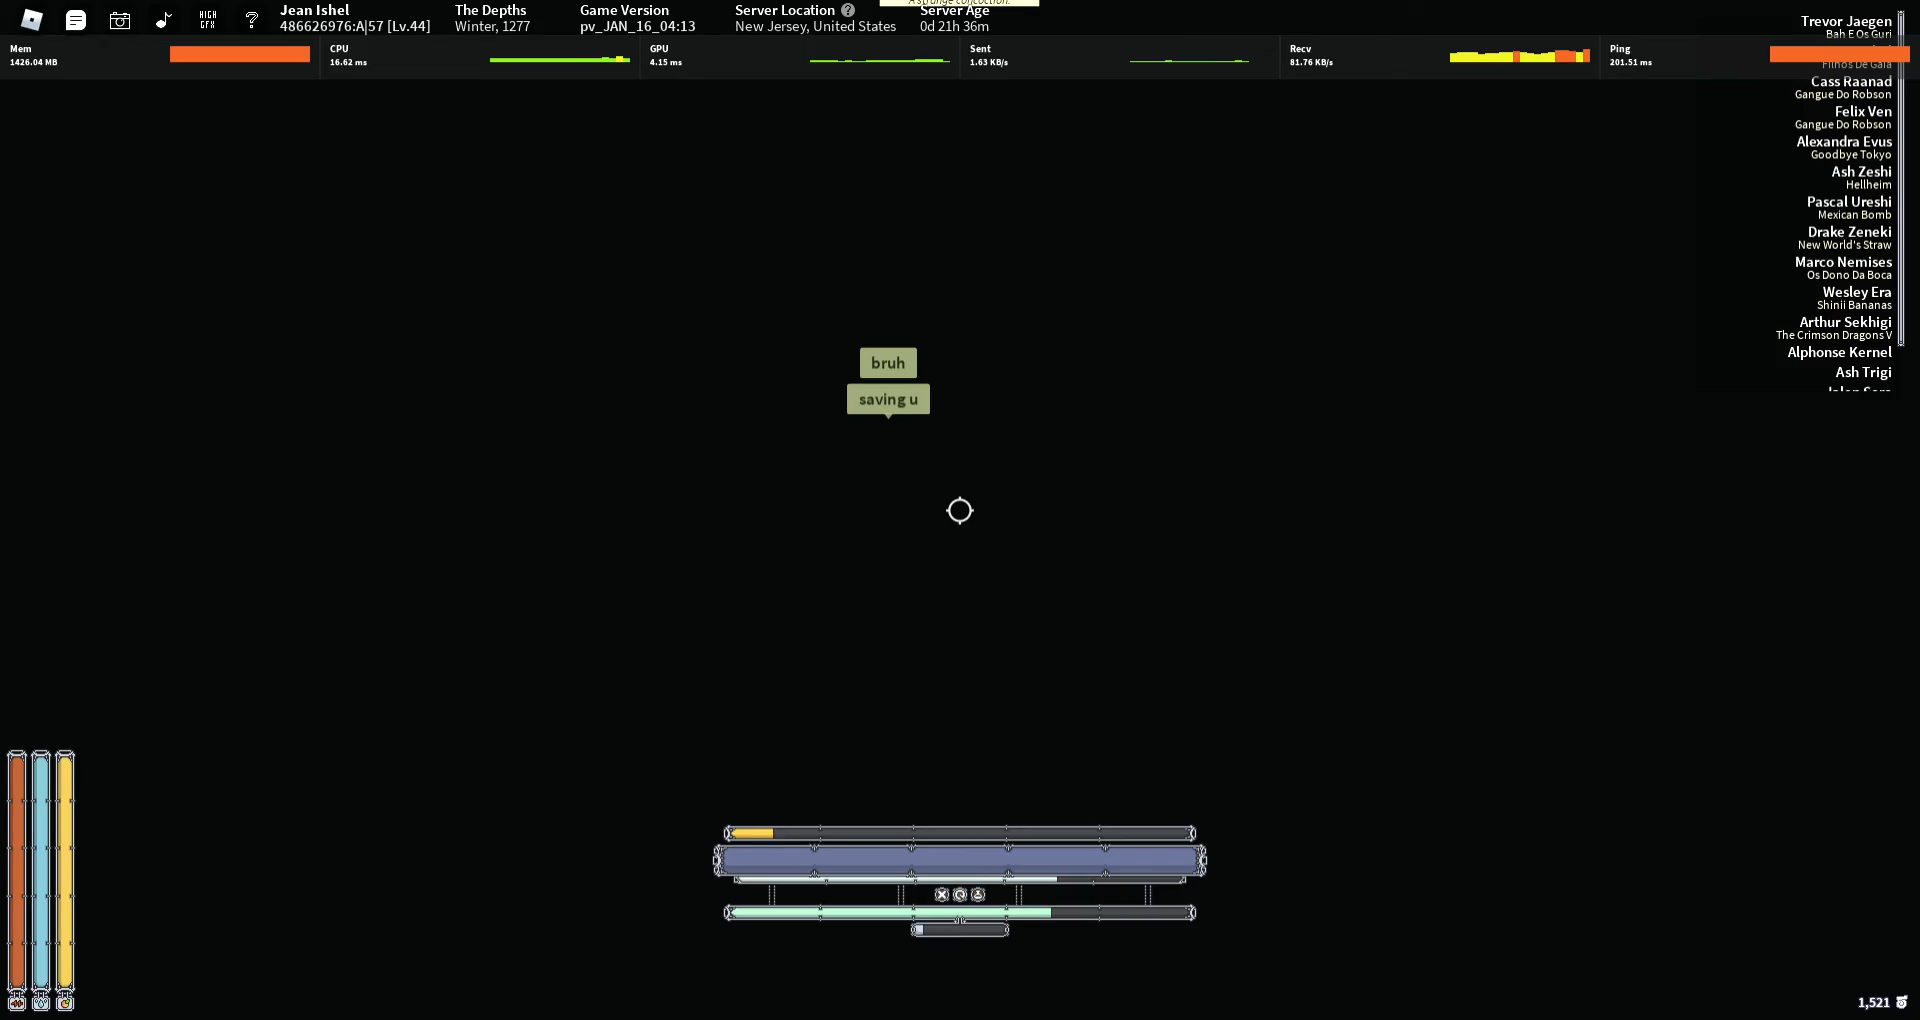 A strange concoction.
HIGH GFX
Jean Ishel
486626976:A|57 [Lv.44]
The Depths
Winter, 1277
Game Version
pv_JAN_16_04:13
Server Location ?
New Jersey, United States
Server Age
0d 21h 36m
Mem
1426.04 MB
CPU
16.62 ms
GPU
4.15 ms
Sent
1.63 KB/s
Recv
81.76 KB/s
Ping
201.51 ms
Trevor Jaegen
Bah E Os Guri
Filhos De Gaia
Cass Raanad
Gangue Do Robson
Felix Ven
Gangue Do Robson
Alexandra Evus
Goodbye Tokyo
Ash Zeshi
Hellheim
Pascal Ureshi
Mexican Bomb
Drake Zeneki
New World's Straw
Marco Nemises
Os Dono Da Boca
Wesley Era
Shinii Bananas
Arthur Sekhigi
The Crimson Dragons V
Alphonse Kernel
Ash Trigi
bruh
saving u
1,521